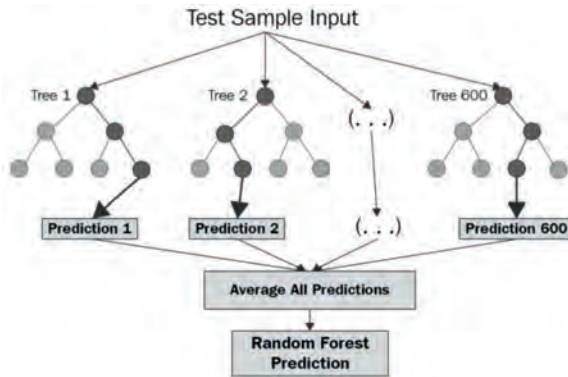 Test Sample Input
Tree 1
Tree 2
Tree 600
(. . .)
Prediction 1
Prediction 2
(. . .)
Prediction 600
Average All Predictions
Random Forest
Prediction